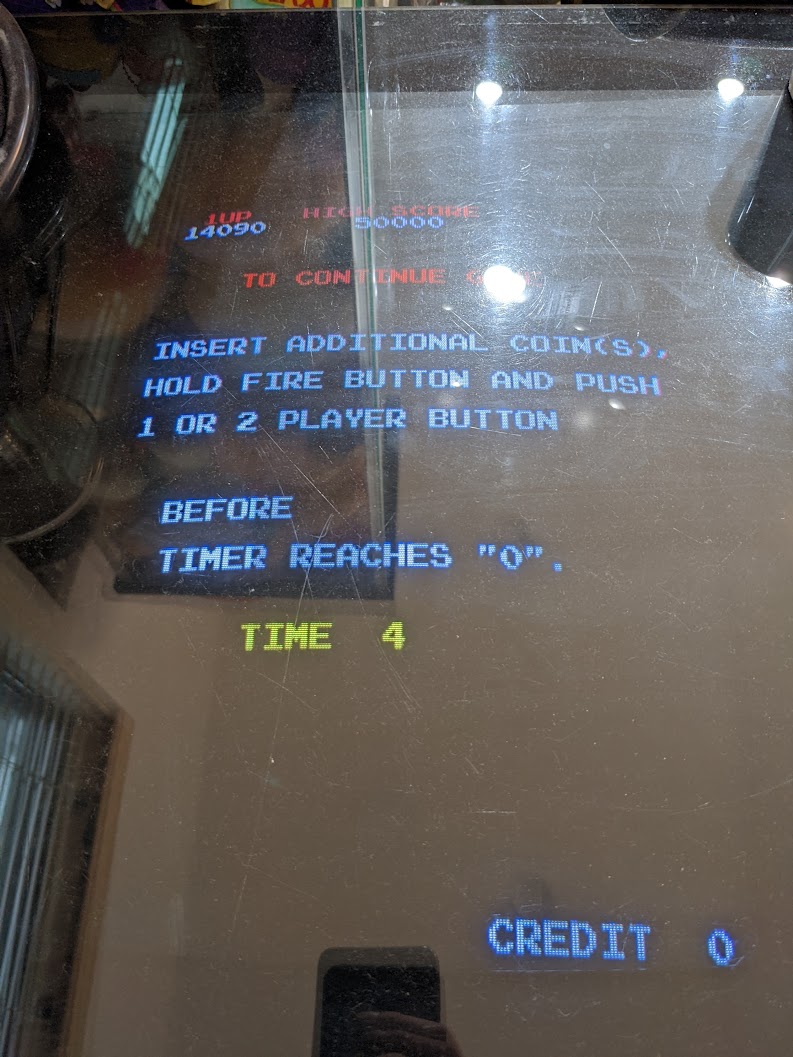 1UP HIGH SCORE
14090 50000
TO CONTINUE
INSERT ADDITIONAL COIN(S),
HOLD FIRE BUTTON AND PUSH
1 OR 2 PLAYER BUTTON
BEFORE
TIMER REACHES "0".
TIME 4
CREDIT 0